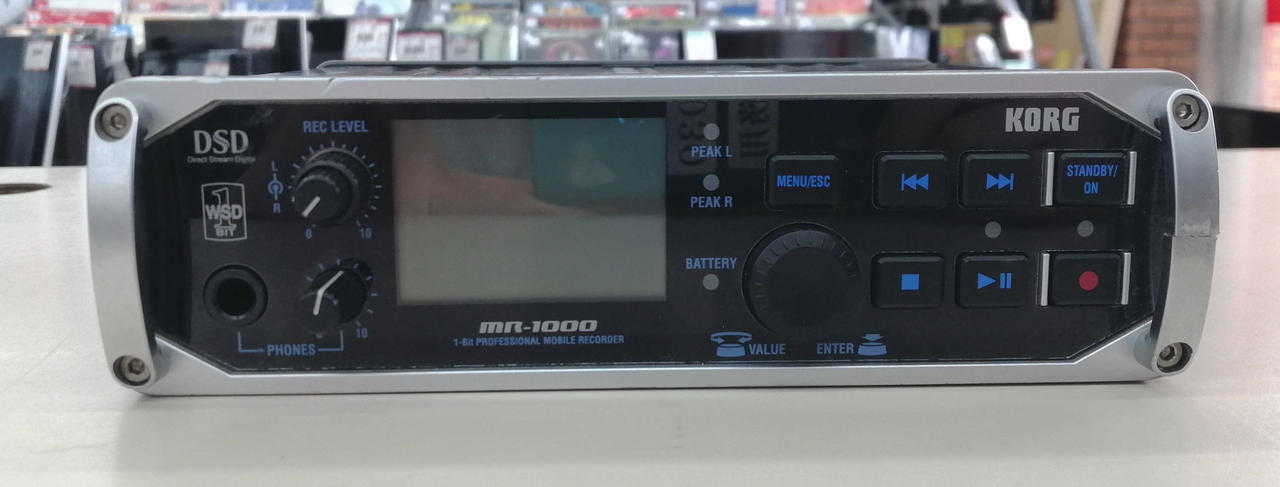 DSD
Direct Stream Digital
1
WSD
BIT
REC LEVEL
L
R
0
10
0
10
PHONES
MR-1000
1-Bit PROFESSIONAL MOBILE RECORDER
PEAK L
PEAK R
BATTERY
MENU/ESC
VALUE
ENTER
KORG
STANDBY/
ON